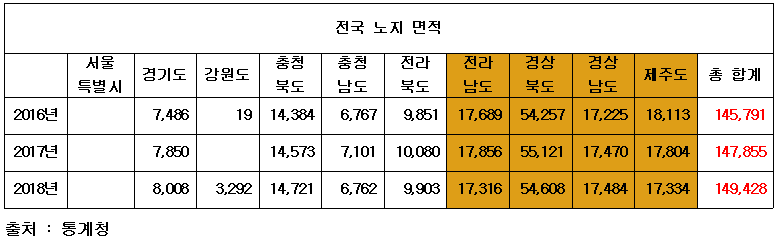 전국 노지 면적
서울 특별시 경기도 강원도 충청 북도 충청 남도 전라 북도 전라 남도 경상 북도 경상 남도 제주도 총 합계
2016년 7,486 19 14,384 6,767 9,851 17,689 54,257 17,225 18,113 145,791
2017년 7,850 14,573 7,101 10,080 17,856 55,121 17,470 17,804 147,855
2018년 8,008 3,292 14,721 6,762 9,903 17,316 54,608 17,484 17,334 149,428
출처 : 통계청